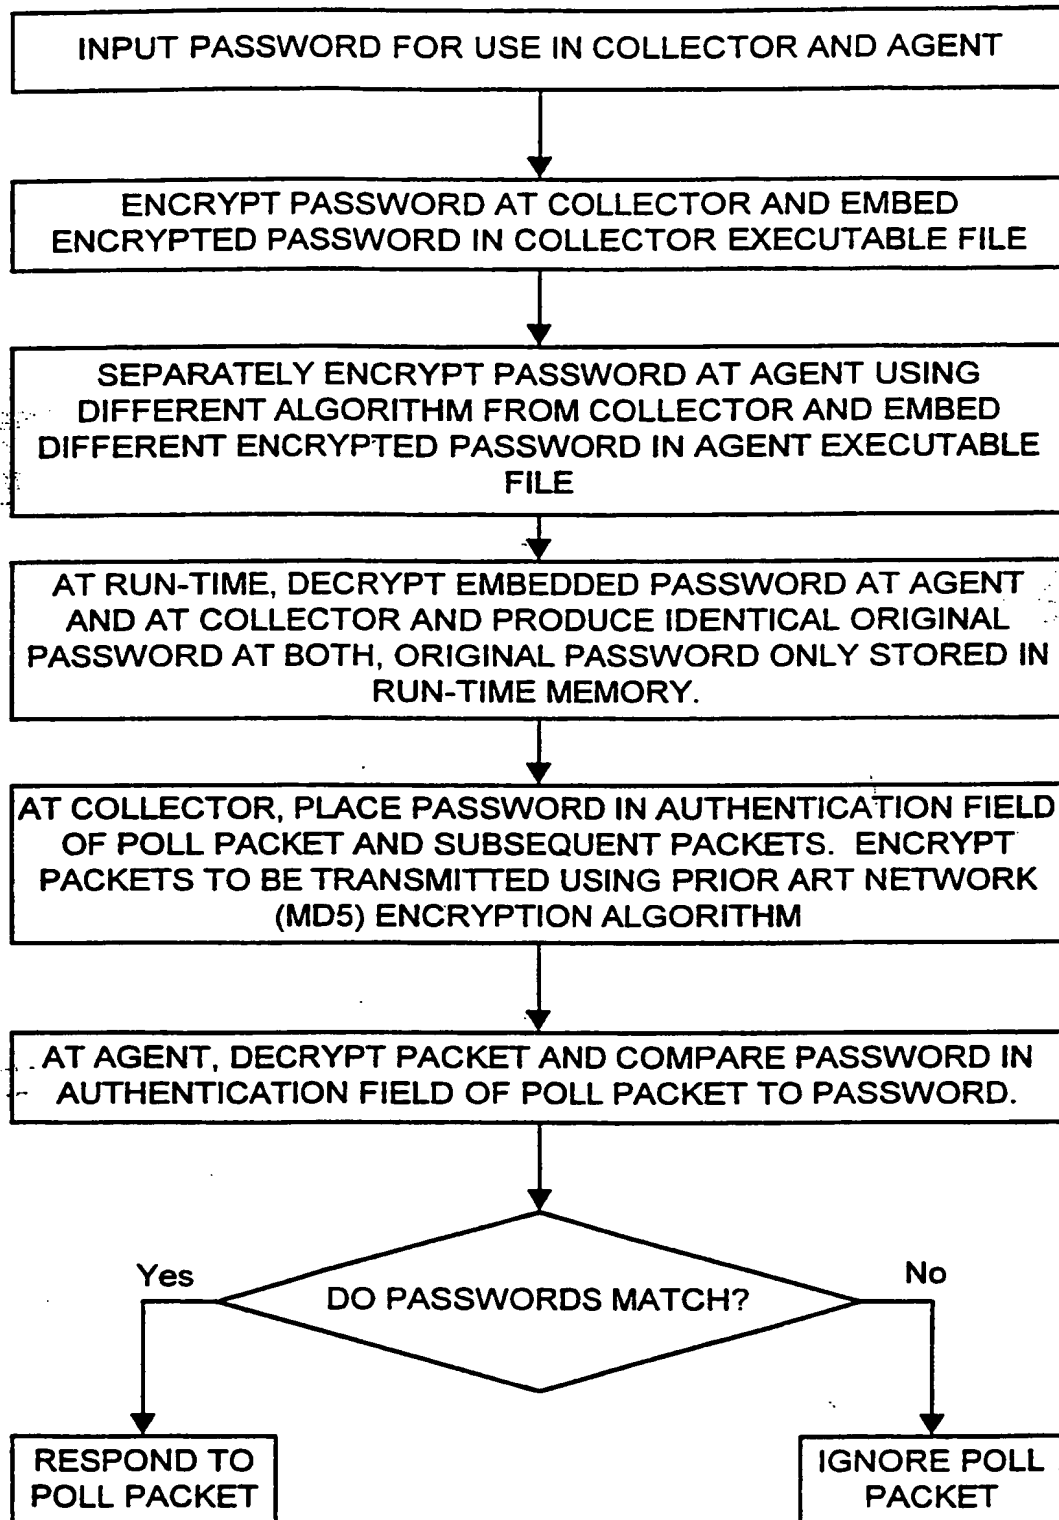 INPUT PASSWORD FOR USE IN COLLECTOR AND AGENT
ENCRYPT PASSWORD AT COLLECTOR AND EMBED
ENCRYPTED PASSWORD IN COLLECTOR EXECUTABLE FILE
SEPARATELY ENCRYPT PASSWORD AT AGENT USING
DIFFERENT ALGORITHM FROM COLLECTOR AND EMBED
DIFFERENT ENCRYPTED PASSWORD IN AGENT EXECUTABLE
FILE
AT RUN-TIME, DECRYPT EMBEDDED PASSWORD AT AGENT
AND AT COLLECTOR AND PRODUCE IDENTICAL ORIGINAL
PASSWORD AT BOTH, ORIGINAL PASSWORD ONLY STORED IN
RUN-TIME MEMORY.
AT COLLECTOR, PLACE PASSWORD IN AUTHENTICATION FIELD
OF POLL PACKET AND SUBSEQUENT PACKETS. ENCRYPT
PACKETS TO BE TRANSMITTED USING PRIOR ART NETWORK
(MD5) ENCRYPTION ALGORITHM
AT AGENT, DECRYPT PACKET AND COMPARE PASSWORD IN
AUTHENTICATION FIELD OF POLL PACKET TO PASSWORD.
Yes
No
DO PASSWORDS MATCH?
RESPOND TO
POLL PACKET
IGNORE POLL
PACKET